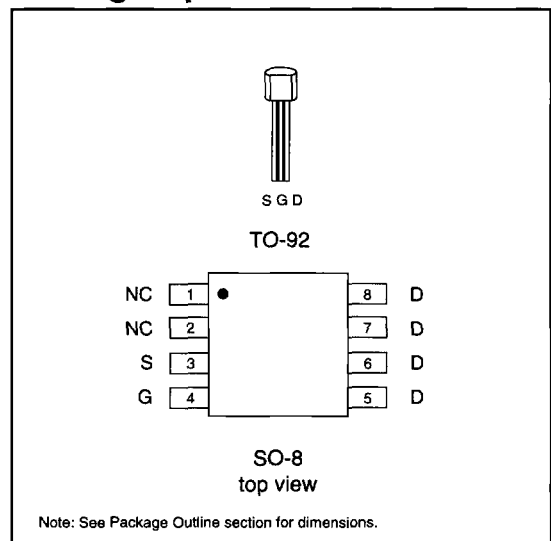 S G D
TO-92
NC 1 8 D
NC 2 7 D
S 3 6 D
G 4 5 D
SO-8
top view
Note: See Package Outline section for dimensions.